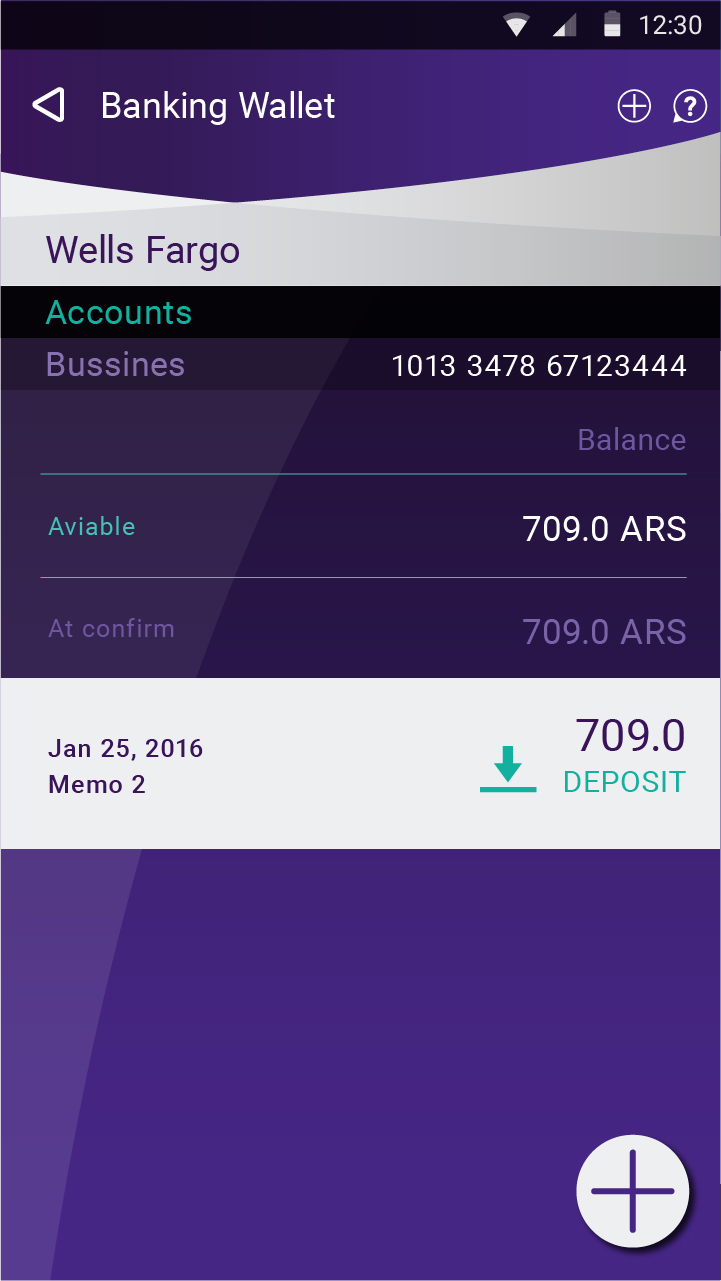 12:30
Banking Wallet
Wells Fargo
Accounts
Bussines 1013 3478 67123444
Balance
Aviable 709.0 ARS
At confirm 709.0 ARS
Jan 25, 2016 709.0
Memo 2 DEPOSIT